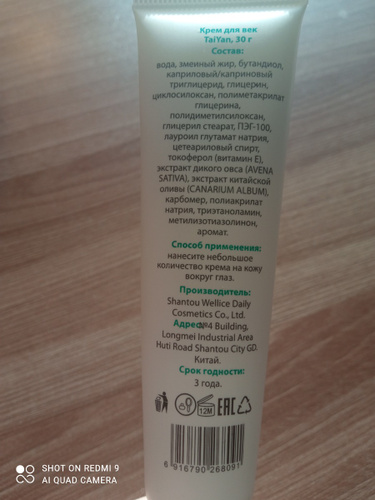 Крем для век
TaiYan, 30 г
Состав:
вода, змеиный жир, бутандиол,
каприловый/каприновый
триглицерид, глицерин,
циклосилоксан, полиметакрилат
глицерина,
полидиметилсилоксан,
глицерил стеарат, ПЭГ-100,
лауроил глутамат натрия,
цетеариловый спирт,
токоферол (витамин Е),
экстракт дикого овса (AVENA
SATIVA), экстракт китайской
оливы (CANARIUM ALBUM),
карбомер, полиакрилат
натрия, триэтаноламин,
метилизотиазолинон,
аромат.
Способ применения:
нанесите небольшое
количество крема на кожу
вокруг глаз.
Производитель:
Shantou Wellice Daily
Cosmetics Co., Ltd.
Адрес:№4 Building,
Longmei Industrial Area
Huti Road Shantou City GD.
Китай.
Срок годности:
3 года.
12M EAC
6 916790 268091
SHOT ON REDMI 9
AI QUAD CAMERA